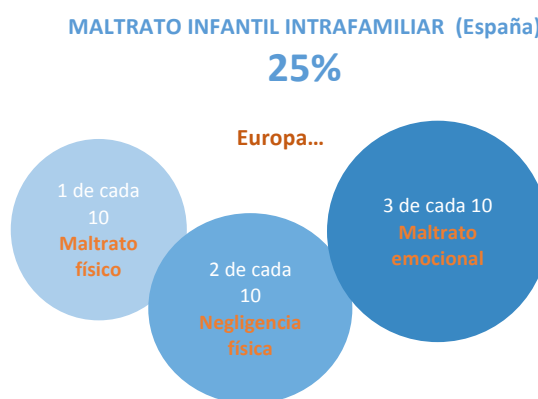 MALTRATO INFANTIL INTRAFAMILIAR (España)
25%
Europa...
1 de cada
10
Maltrato
físico
2 de cada
10
Negligencia
física
3 de cada 10
Maltrato
emocional